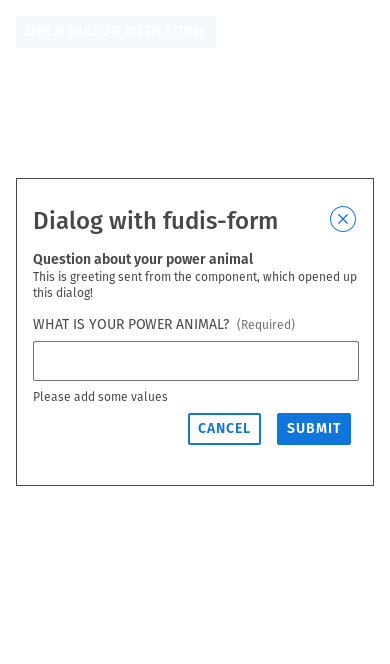 OPEN DIALOG WITH FORM
Dialog with fudis-form
Question about your power animal
This is greeting sent from the component, which opened up
this dialog!
WHAT IS YOUR POWER ANIMAL? (Required)
Please add some values
CANCEL SUBMIT